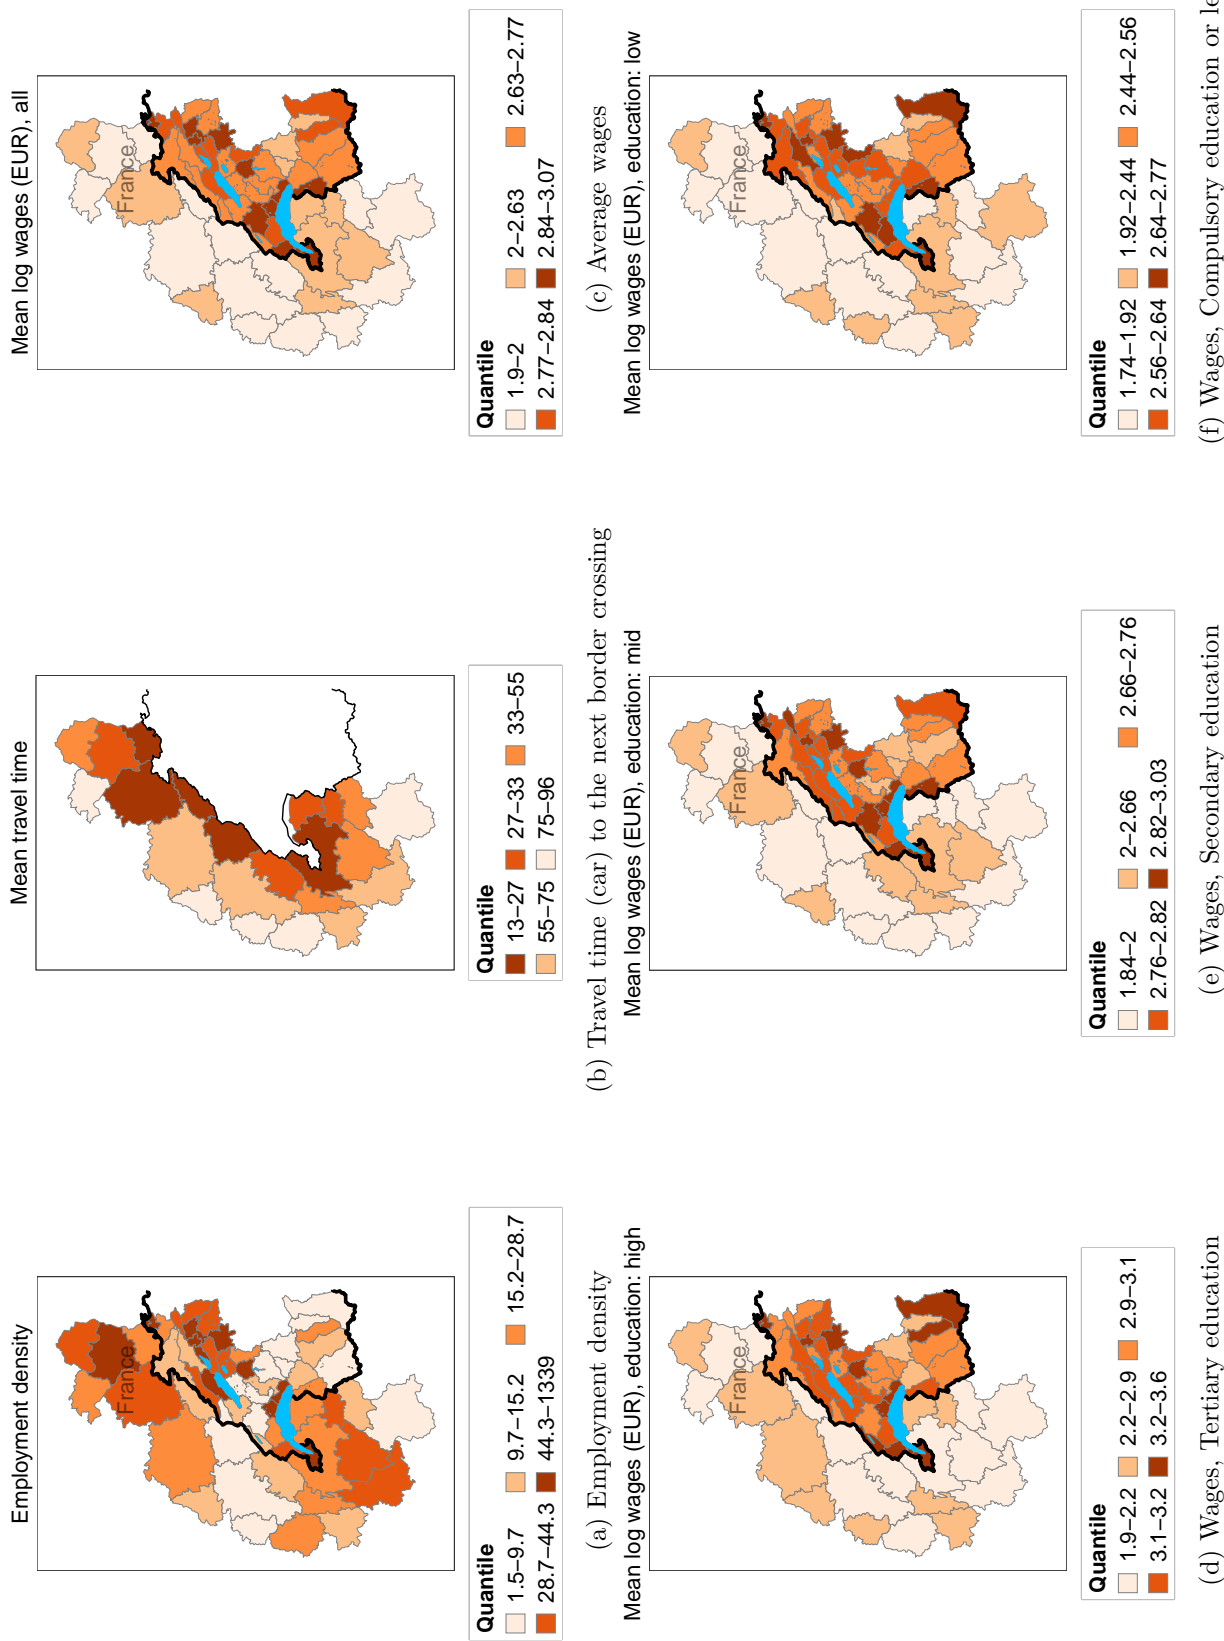 Employment density
France
Quantile
1.5–9.7 9.7–15.2 15.2–28.7
28.7–44.3 44.3–1339
(a) Employment density
Mean travel time
Quantile
13–27 27–33 33–55
55–75 75–96
(b) Travel time (car) to the next border crossing
Mean log wages (EUR), all
France
Quantile
1.9–2 2–2.63 2.63–2.77
2.77–2.84 2.84–3.07
(c) Average wages
Mean log wages (EUR), education: high
France
Quantile
1.9–2.2 2.2–2.9 2.9–3.1
3.1–3.2 3.2–3.6
(d) Wages, Tertiary education
Mean log wages (EUR), education: mid
France
Quantile
1.84–2 2–2.66 2.66–2.76
2.76–2.82 2.82–3.03
(e) Wages, Secondary education
Mean log wages (EUR), education: low
France
Quantile
1.74–1.92 1.92–2.44 2.44–2.56
2.56–2.64 2.64–2.77
(f) Wages, Compulsory education or le